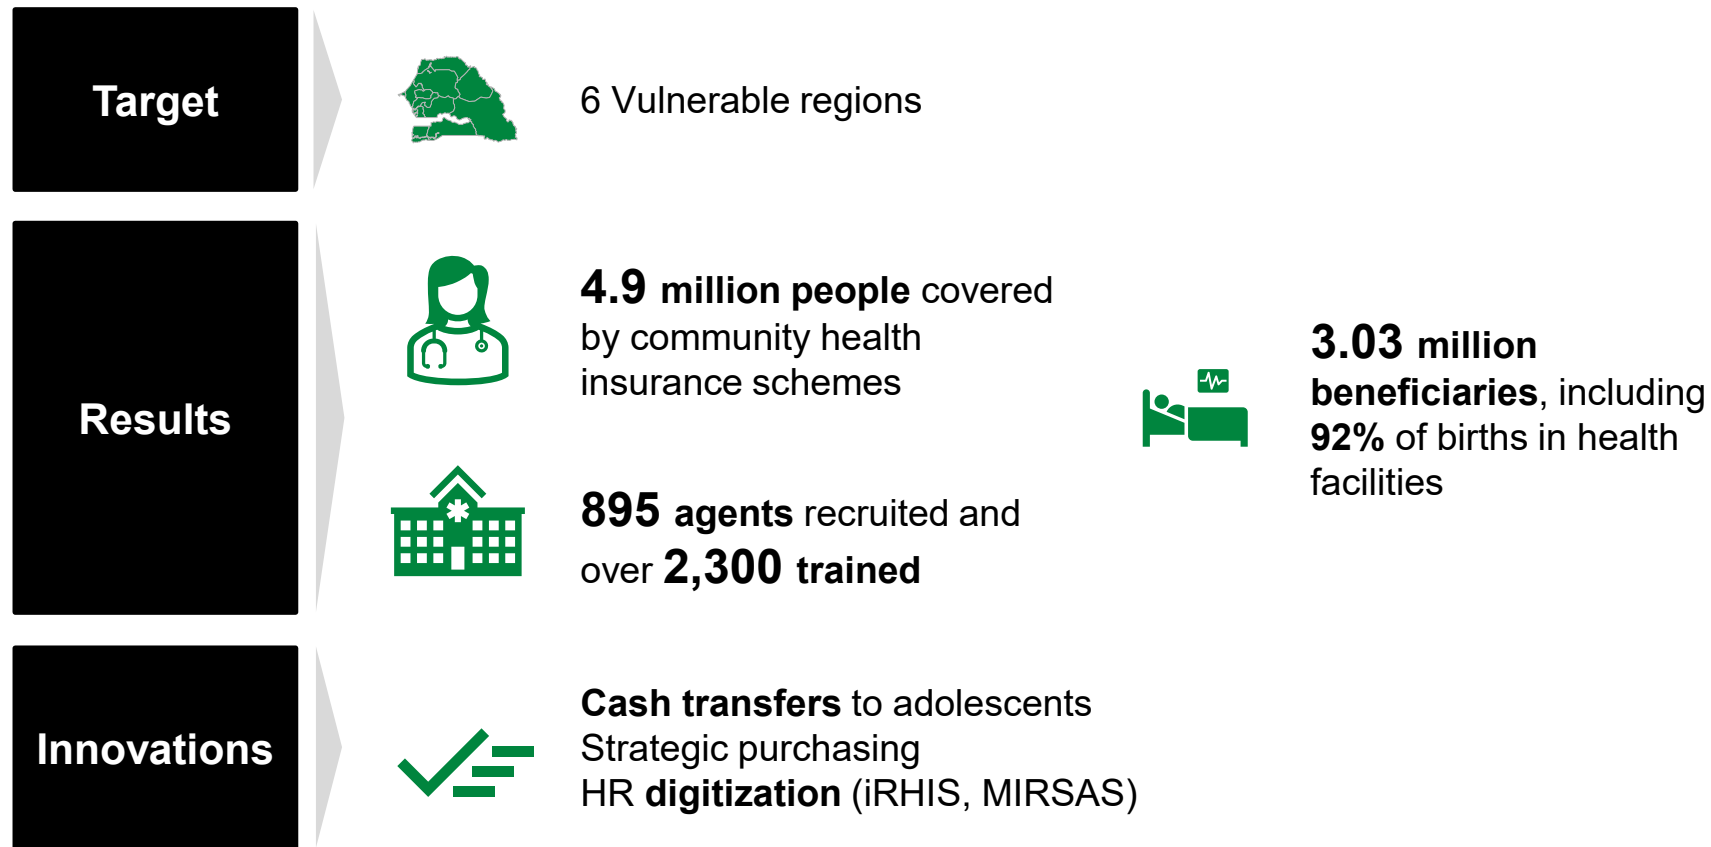 Target
6 Vulnerable regions
Results
4.9 million people covered
by community health
insurance schemes
895 agents recruited and
over 2,300 trained
3.03 million
beneficiaries, including
92% of births in health
facilities
Innovations
Cash transfers to adolescents
Strategic purchasing
HR digitization (iRHIS, MIRSAS)